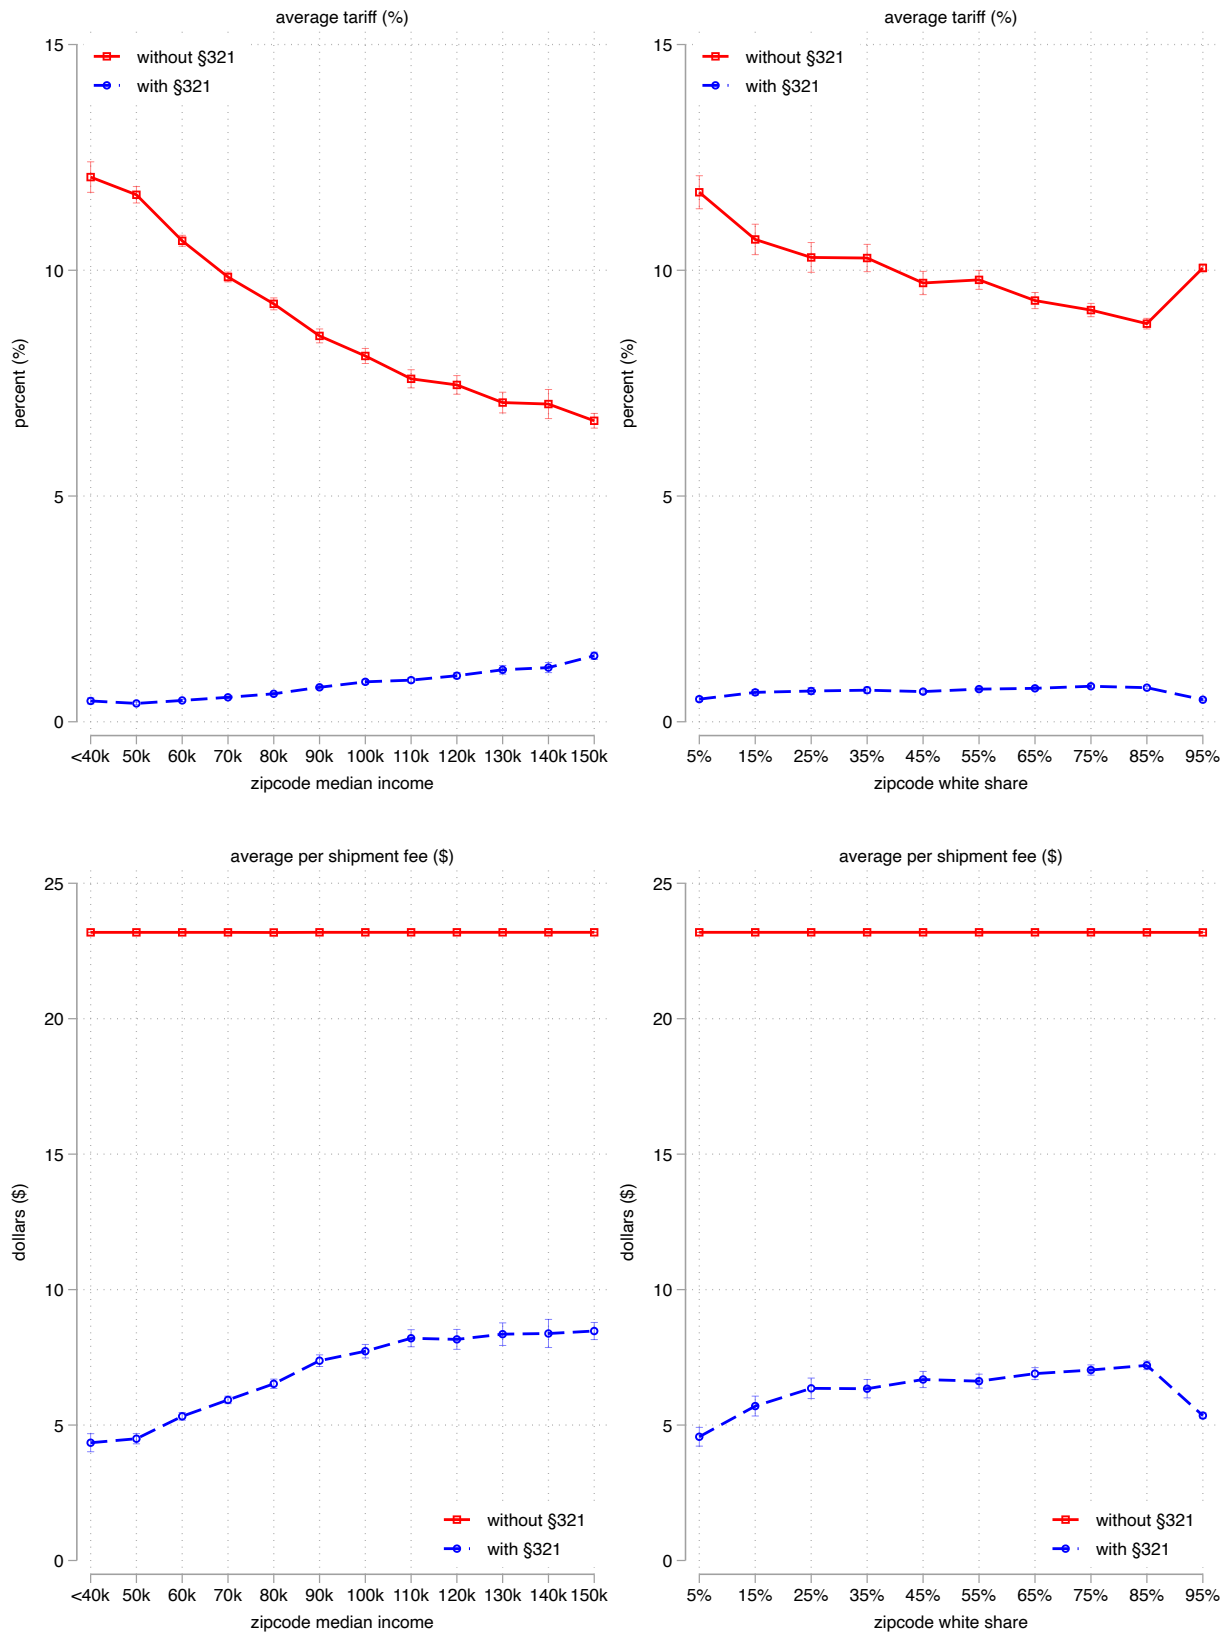 average tariff (%)
15
without §321
with §321
10
percent (%)
5
0
<40k 50k 60k 70k 80k 90k 100k 110k 120k 130k 140k 150k
zipcode median income
average tariff (%)
15
without §321
with §321
10
percent (%)
5
0
5% 15% 25% 35% 45% 55% 65% 75% 85% 95%
zipcode white share
average per shipment fee ($)
25
20
15
dollars ($)
10
5
without §321
with §321
0
<40k 50k 60k 70k 80k 90k 100k 110k 120k 130k 140k 150k
zipcode median income
average per shipment fee ($)
25
20
15
dollars ($)
10
5
without §321
with §321
0
5% 15% 25% 35% 45% 55% 65% 75% 85% 95%
zipcode white share